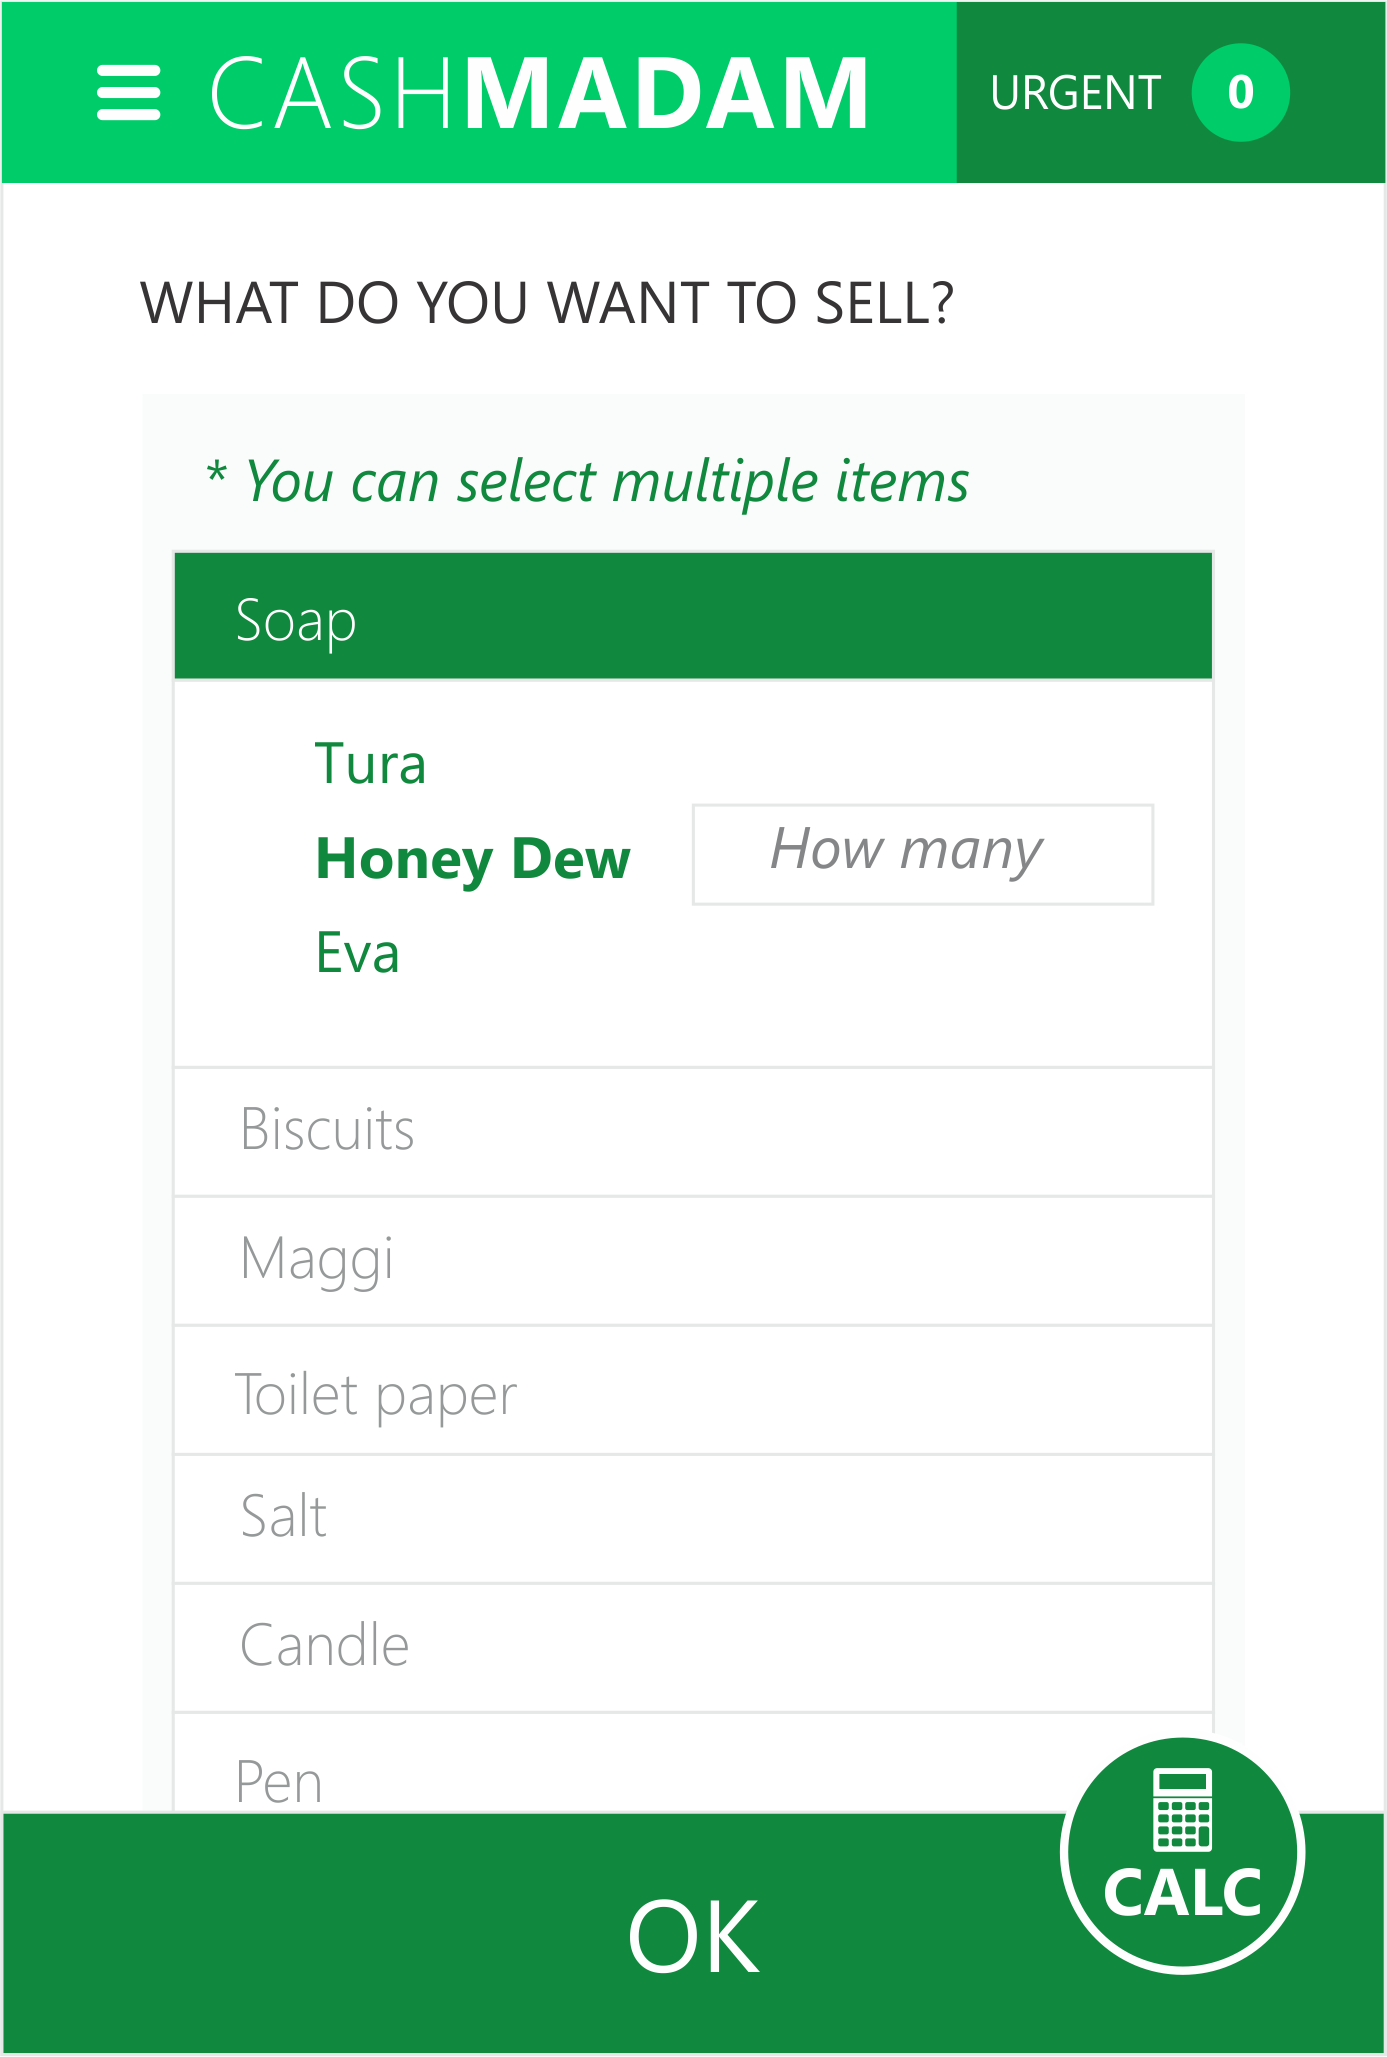 CASHMADAM
URGENT 0
WHAT DO YOU WANT TO SELL?
* You can select multiple items
Soap
Tura
Honey Dew
How many
Eva
Biscuits
Maggi
Toilet paper
Salt
Candle
Pen
CALC
OK